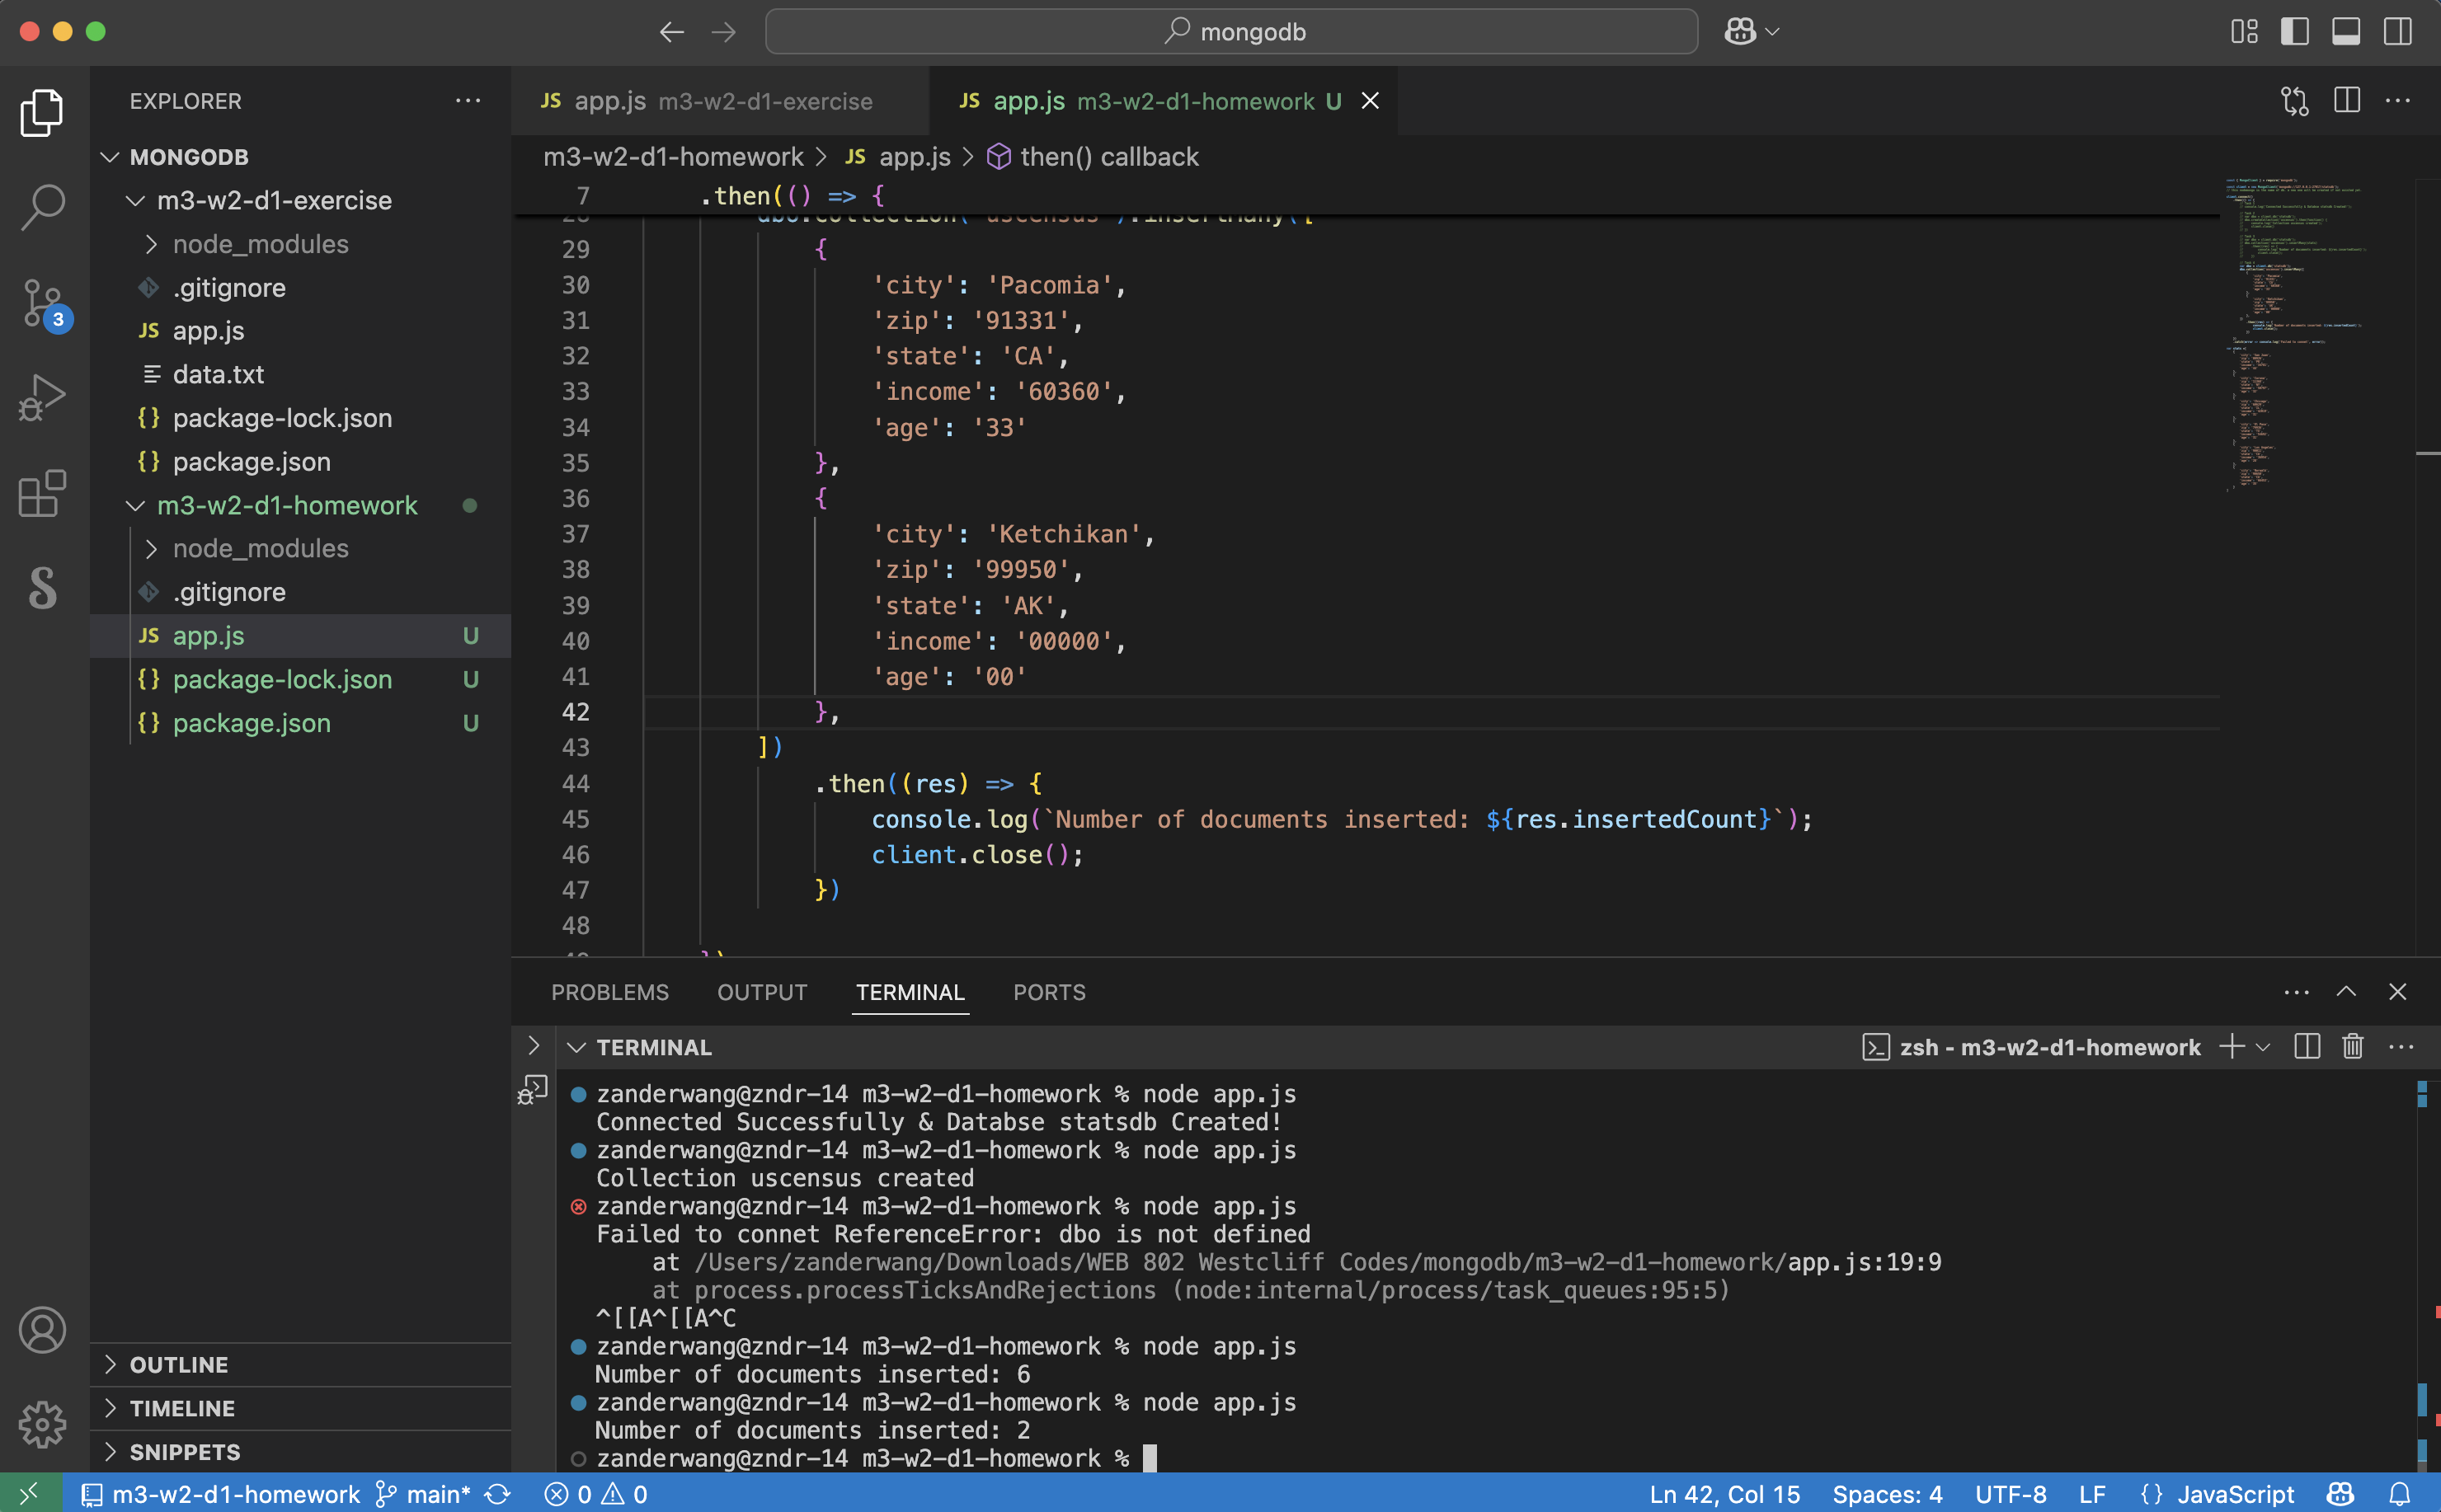 mongodb
EXPLORER
MONGODB
m3-w2-d1-exercise
node_modules
.gitignore
JS app.js
data.txt
{} package-lock.json
{} package.json
m3-w2-d1-homework
node_modules
.gitignore
JS app.js U
{} package-lock.json U
{} package.json U
OUTLINE
TIMELINE
SNIPPETS
3
JS app.js m3-w2-d1-exercise
JS app.js m3-w2-d1-homework U
m3-w2-d1-homework > JS app.js > then() callback
7 .then(() => {
28 dbo.collection('uscensus').insertMany([
29 {
30 'city': 'Pacomia',
31 'zip': '91331',
32 'state': 'CA',
33 'income': '60360',
34 'age': '33'
35 },
36 {
37 'city': 'Ketchikan',
38 'zip': '99950',
39 'state': 'AK',
40 'income': '00000',
41 'age': '00'
42 },
43 ])
44 .then((res) => {
45 console.log(`Number of documents inserted: ${res.insertedCount}`);
46 client.close();
47 })
48
49 })
PROBLEMS OUTPUT TERMINAL PORTS
TERMINAL
zsh - m3-w2-d1-homework
zanderwang@zndr-14 m3-w2-d1-homework % node app.js
Connected Successfully & Databse statsdb Created!
zanderwang@zndr-14 m3-w2-d1-homework % node app.js
Collection uscensus created
zanderwang@zndr-14 m3-w2-d1-homework % node app.js
Failed to connet ReferenceError: dbo is not defined
at /Users/zanderwang/Downloads/WEB 802 Westcliff Codes/mongodb/m3-w2-d1-homework/app.js:19:9
at process.processTicksAndRejections (node:internal/process/task_queues:95:5)
^[[A^[[A^C
zanderwang@zndr-14 m3-w2-d1-homework % node app.js
Number of documents inserted: 6
zanderwang@zndr-14 m3-w2-d1-homework % node app.js
Number of documents inserted: 2
zanderwang@zndr-14 m3-w2-d1-homework %
m3-w2-d1-homework main* 0 0 Ln 42, Col 15 Spaces: 4 UTF-8 LF {} JavaScript